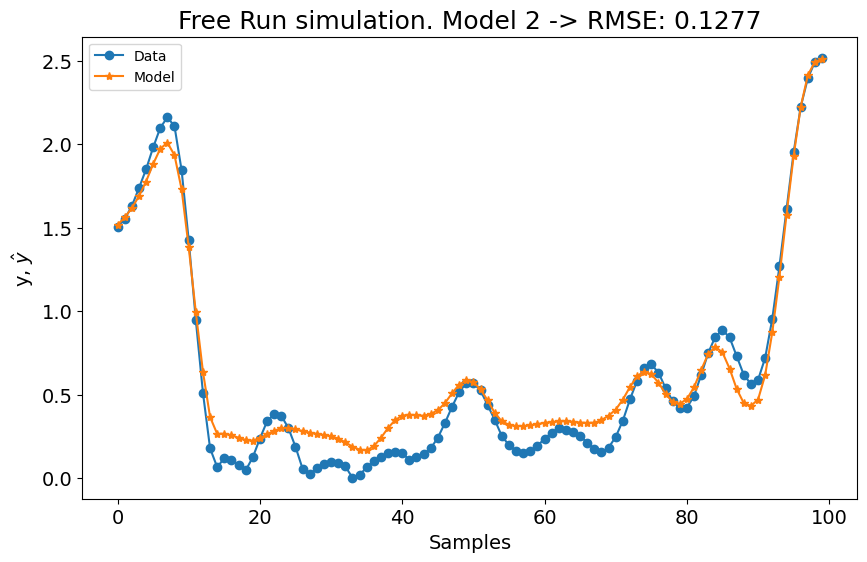 Free Run simulation. Model 2 -> RMSE: 0.1277
Data
Model
y, ŷ
2.5
2.0
1.5
1.0
0.5
0.0
0 20 40 60 80 100
Samples